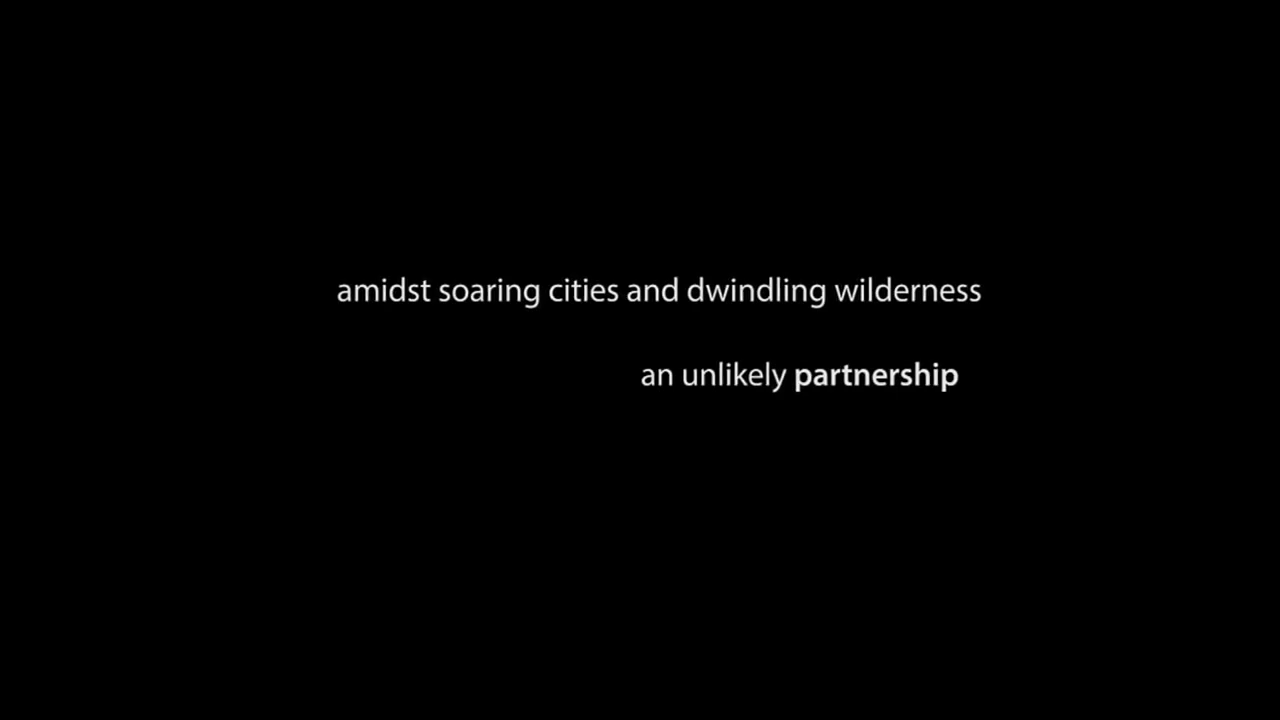 amidst soaring cities and dwindling wilderness
an unlikely partnership